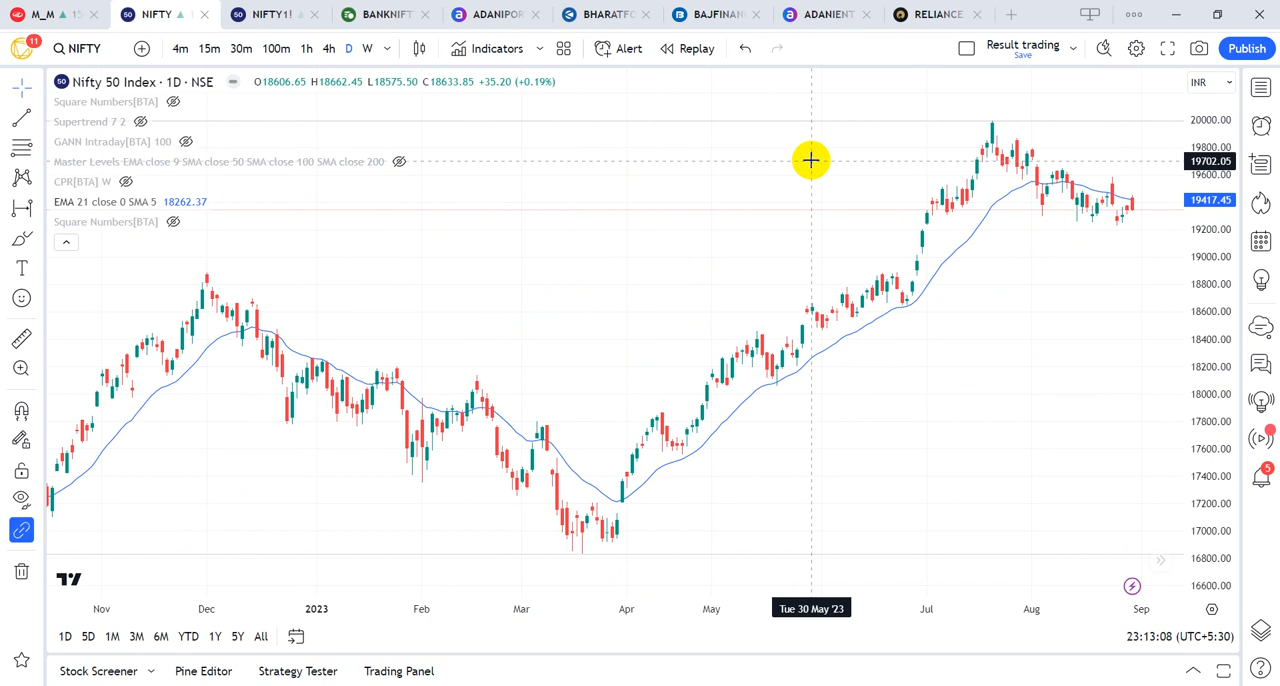 11
M_M ▲ 15
50 NIFTY ▲ 1
50 NIFTY1! ▲
BANKNIFT
ADANIPOR
BHARATFO
BAJFINAN
ADANIENT
RELIANCE
NIFTY
4m 15m 30m 100m 1h 4h D W
Indicators
Alert
Replay
Result trading
Save
Publish
50 Nifty 50 Index · 1D · NSE O18606.65 H18662.45 L18575.50 C18633.85 +35.20 (+0.19%)
INR
Square Numbers[BTA]
Supertrend 7 2
GANN Intraday[BTA] 100
Master Levels EMA close 9 SMA close 50 SMA close 100 SMA close 200
CPR[BTA] W
EMA 21 close 0 SMA 5 18262.37
Square Numbers[BTA]
20000.00
19800.00
19702.05
19600.00
19417.45
19200.00
19000.00
18800.00
18600.00
18400.00
18200.00
18000.00
17800.00
17600.00
17400.00
17200.00
17000.00
16800.00
16600.00
5
Nov Dec 2023 Feb Mar Apr May Tue 30 May '23 Jul Aug Sep
1D 5D 1M 3M 6M YTD 1Y 5Y All
23:13:08 (UTC+5:30)
Stock Screener Pine Editor Strategy Tester Trading Panel